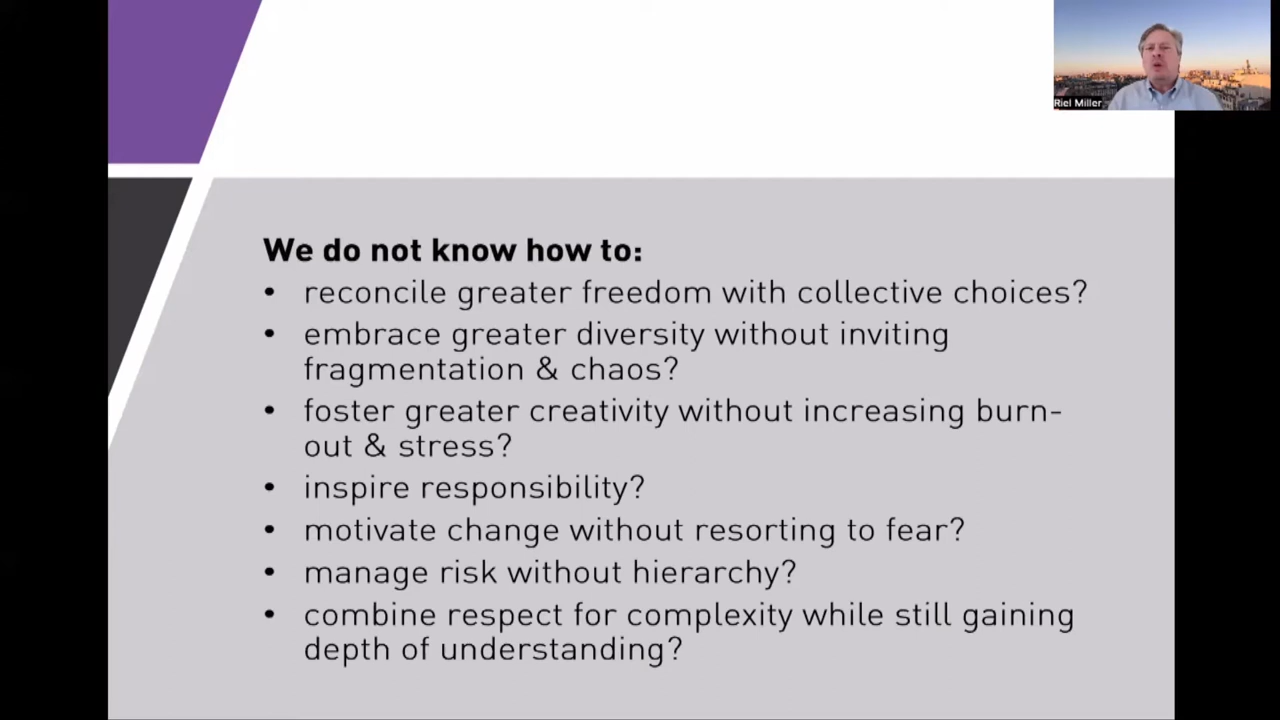 Riel Miller
We do not know how to:
• reconcile greater freedom with collective choices?
• embrace greater diversity without inviting
fragmentation & chaos?
• foster greater creativity without increasing burn-
out & stress?
• inspire responsibility?
• motivate change without resorting to fear?
• manage risk without hierarchy?
• combine respect for complexity while still gaining
depth of understanding?